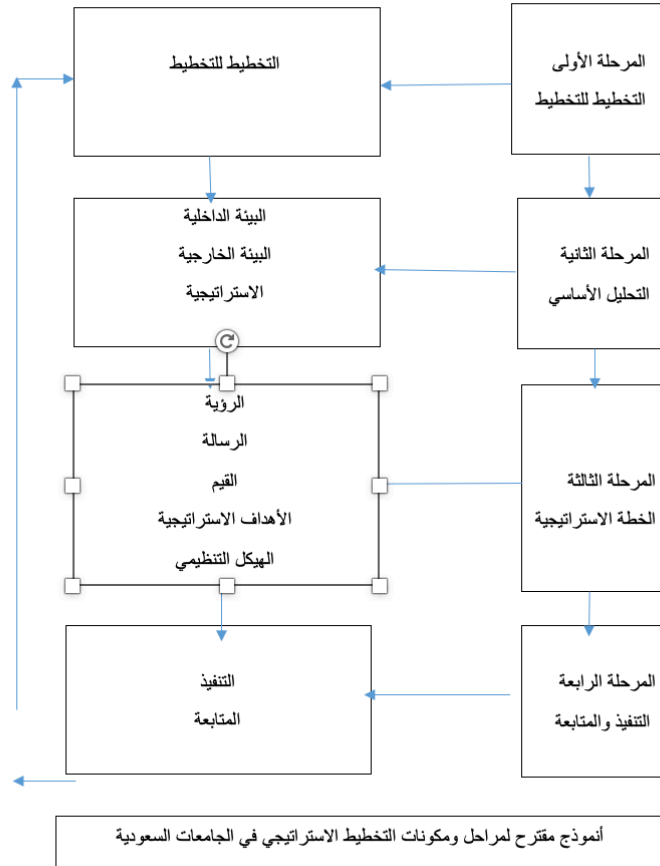 المرحلة الأولى
التخطيط للتخطيط
التخطيط للتخطيط
المرحلة الثانية
التحليل الأساسي
البيئة الداخلية
البيئة الخارجية
الاستراتيجية
المرحلة الثالثة
الخطة الاستراتيجية
الرؤية
الرسالة
القيم
الأهداف الاستراتيجية
الهيكل التنظيمي
المرحلة الرابعة
التنفيذ والمتابعة
التنفيذ
المتابعة
أنموذج مقترح لمراحل ومكونات التخطيط الاستراتيجي في الجامعات السعودية